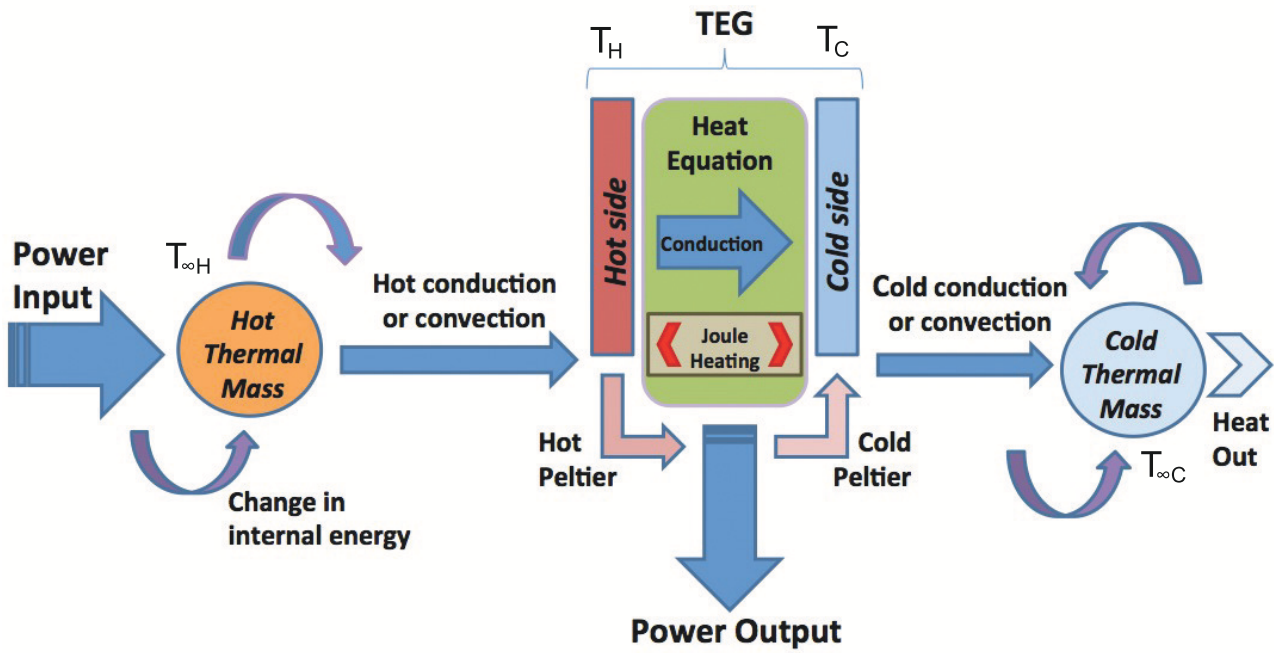 TEG
T_H
T_C
Heat
Equation
Hot side
Conduction
Cold side
Joule
Heating
Power
Input
T_∞H
Hot
Thermal
Mass
Hot conduction
or convection
Cold conduction
or convection
Cold
Thermal
Mass
Heat
Out
T_∞C
Hot
Peltier
Cold
Peltier
Change in
internal energy
Power Output